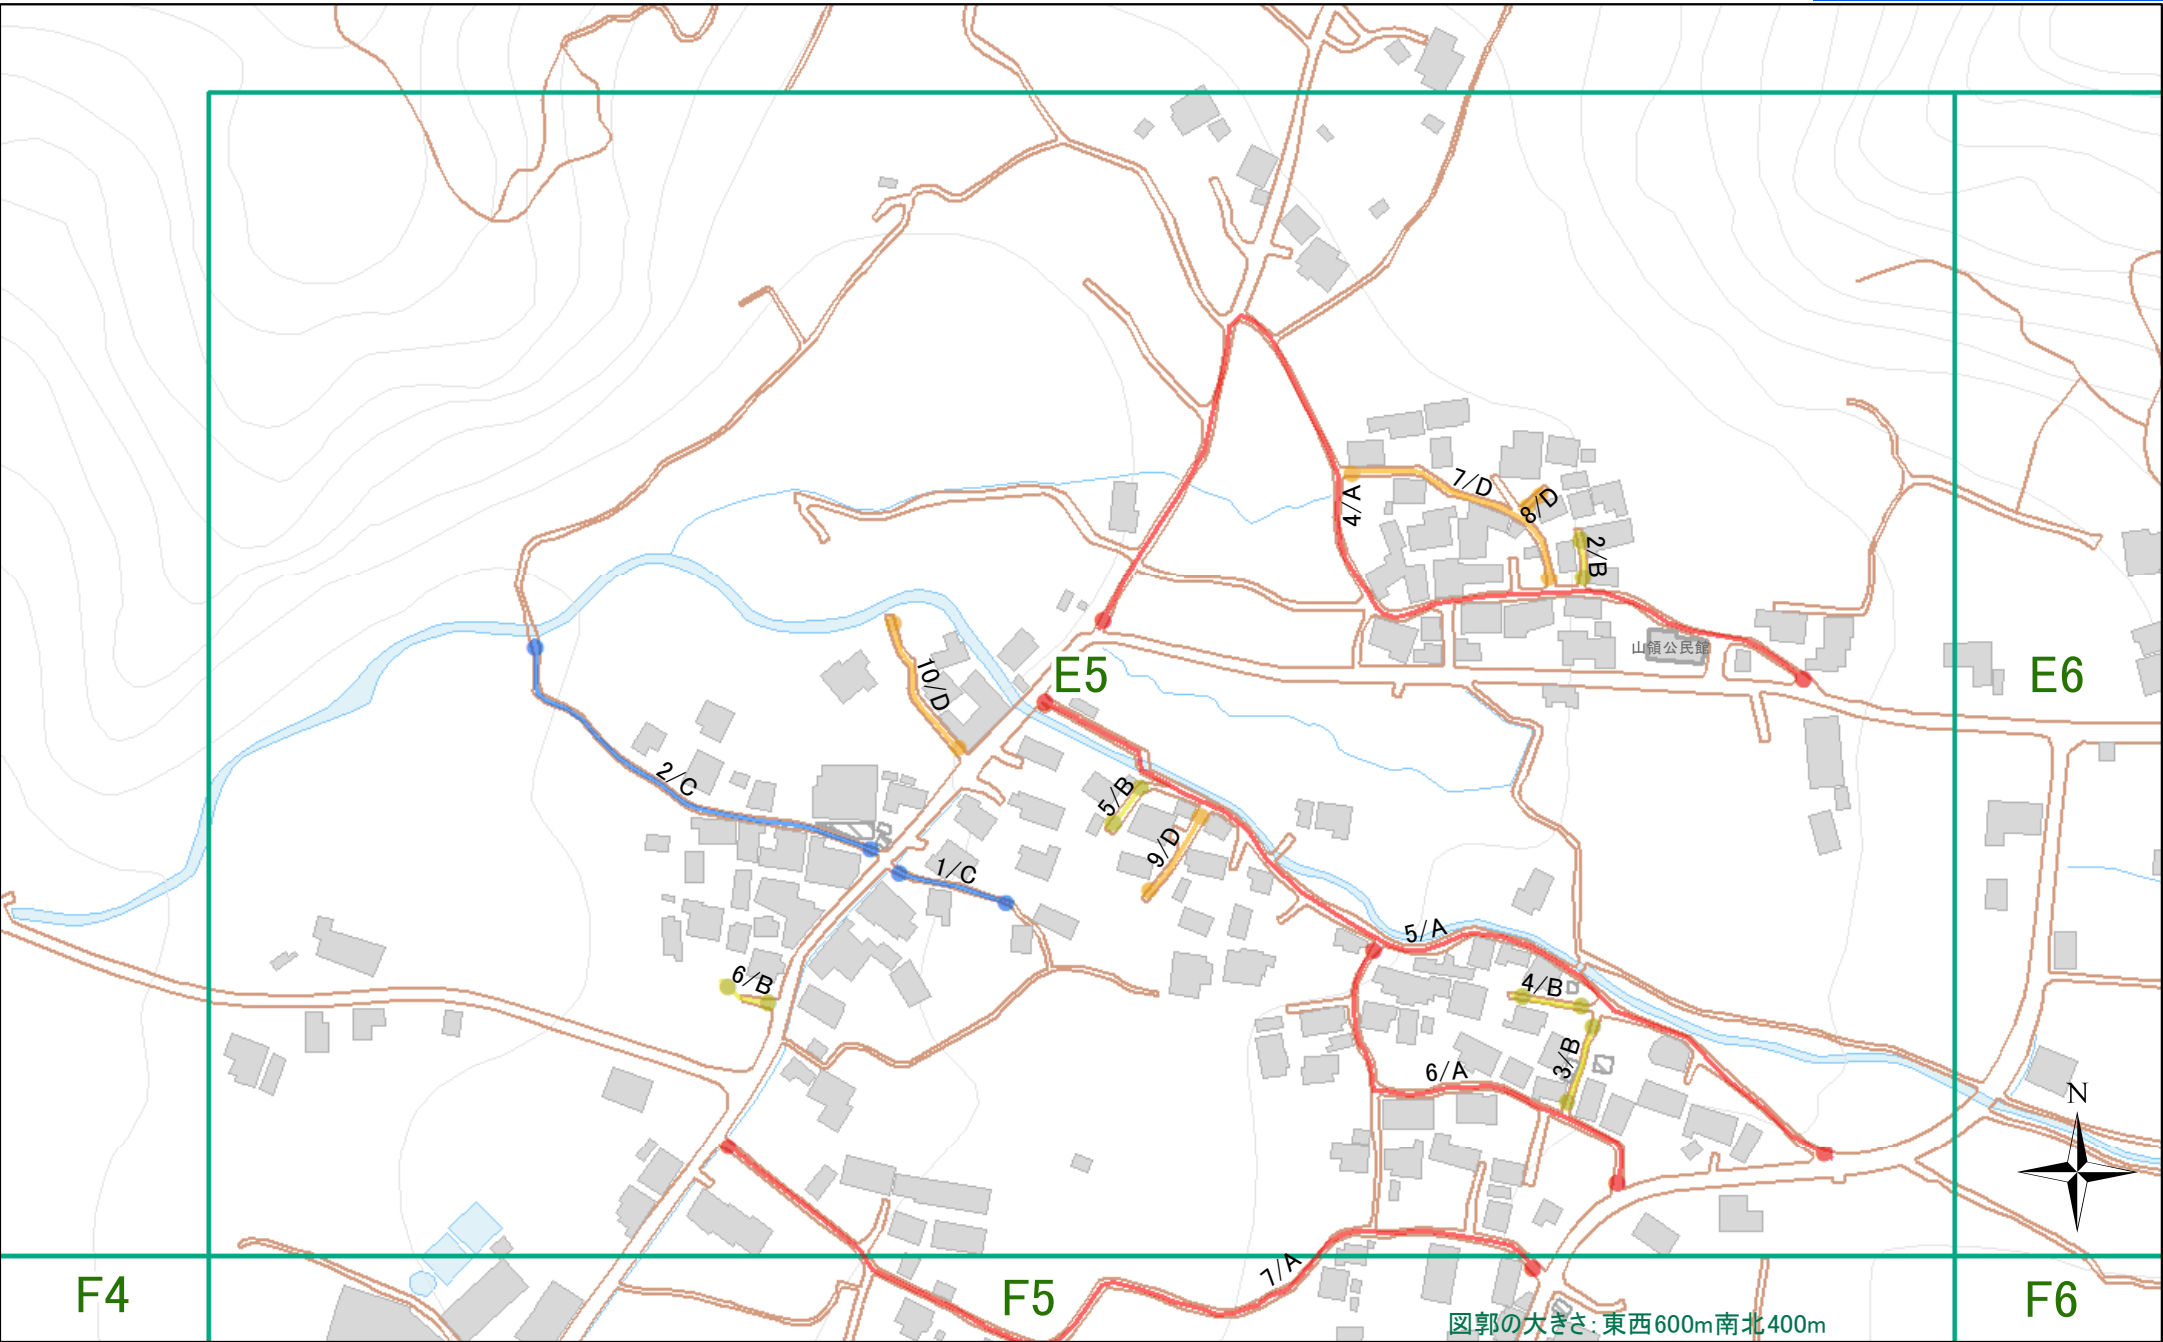 7/D
8/D
4/A
2/B
山領公民館
E5
E6
10/D
2/C
5/B
9/D
1/C
5/A
6/B
4/B
3/B
6/A
N
7/A
F4
F5
F6
図郭の大きさ:東西600m南北400m